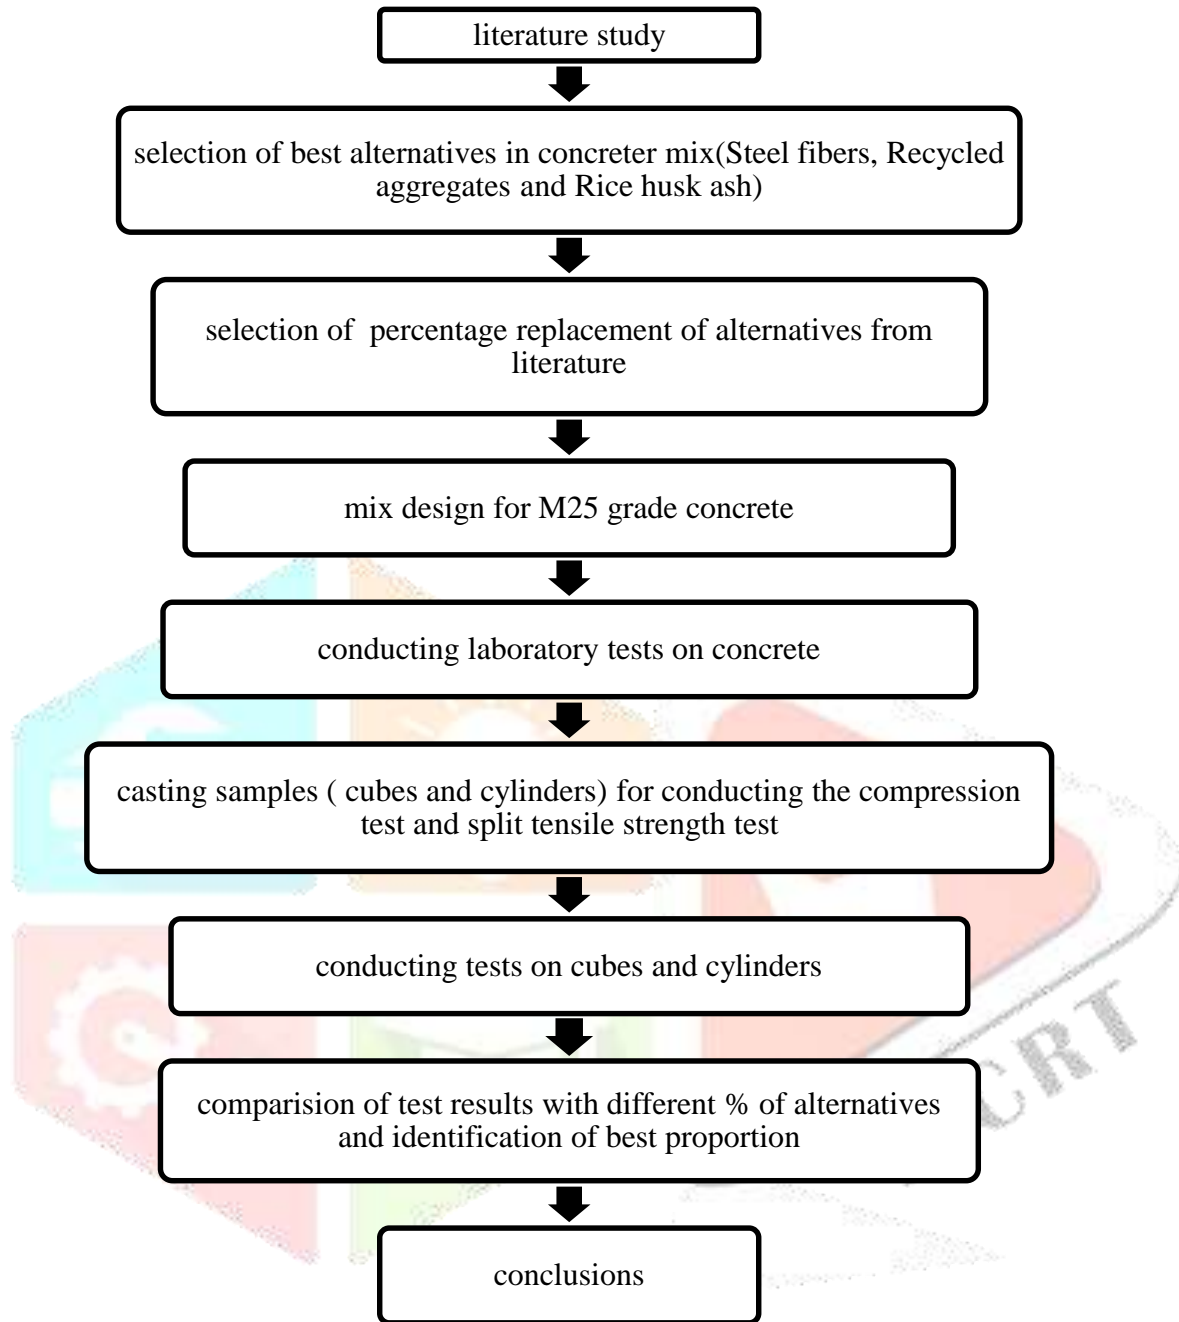 literature study
selection of best alternatives in concreter mix(Steel fibers, Recycled
aggregates and Rice husk ash)
selection of  percentage replacement of alternatives from
literature
mix design for M25 grade concrete
conducting laboratory tests on concrete
casting samples ( cubes and cylinders) for conducting the compression
test and split tensile strength test
conducting tests on cubes and cylinders
comparision of test results with different % of alternatives
and identification of best proportion
conclusions